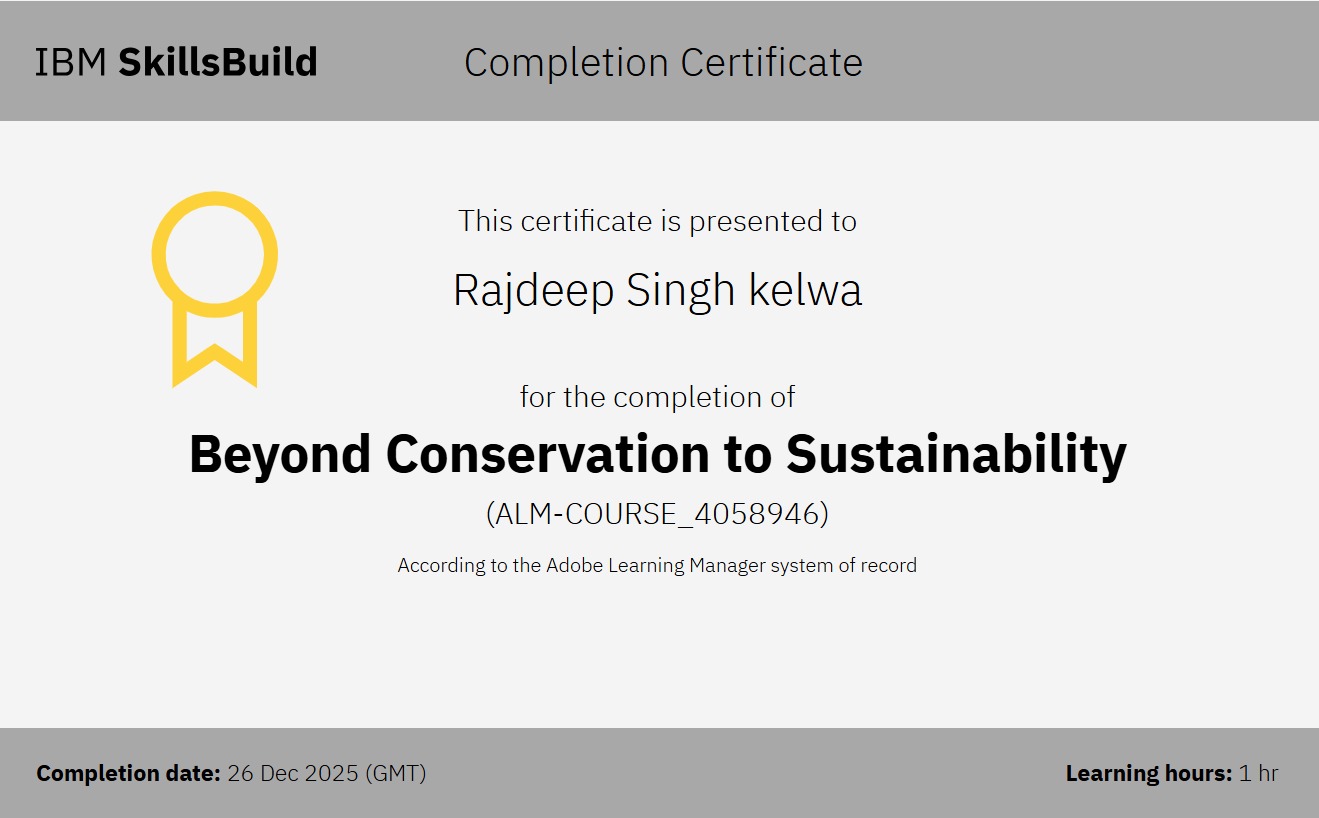 IBM SkillsBuild
Completion Certificate
This certificate is presented to
Rajdeep Singh kelwa
for the completion of
Beyond Conservation to Sustainability
(ALM-COURSE_4058946)
According to the Adobe Learning Manager system of record
Completion date: 26 Dec 2025 (GMT)
Learning hours: 1 hr